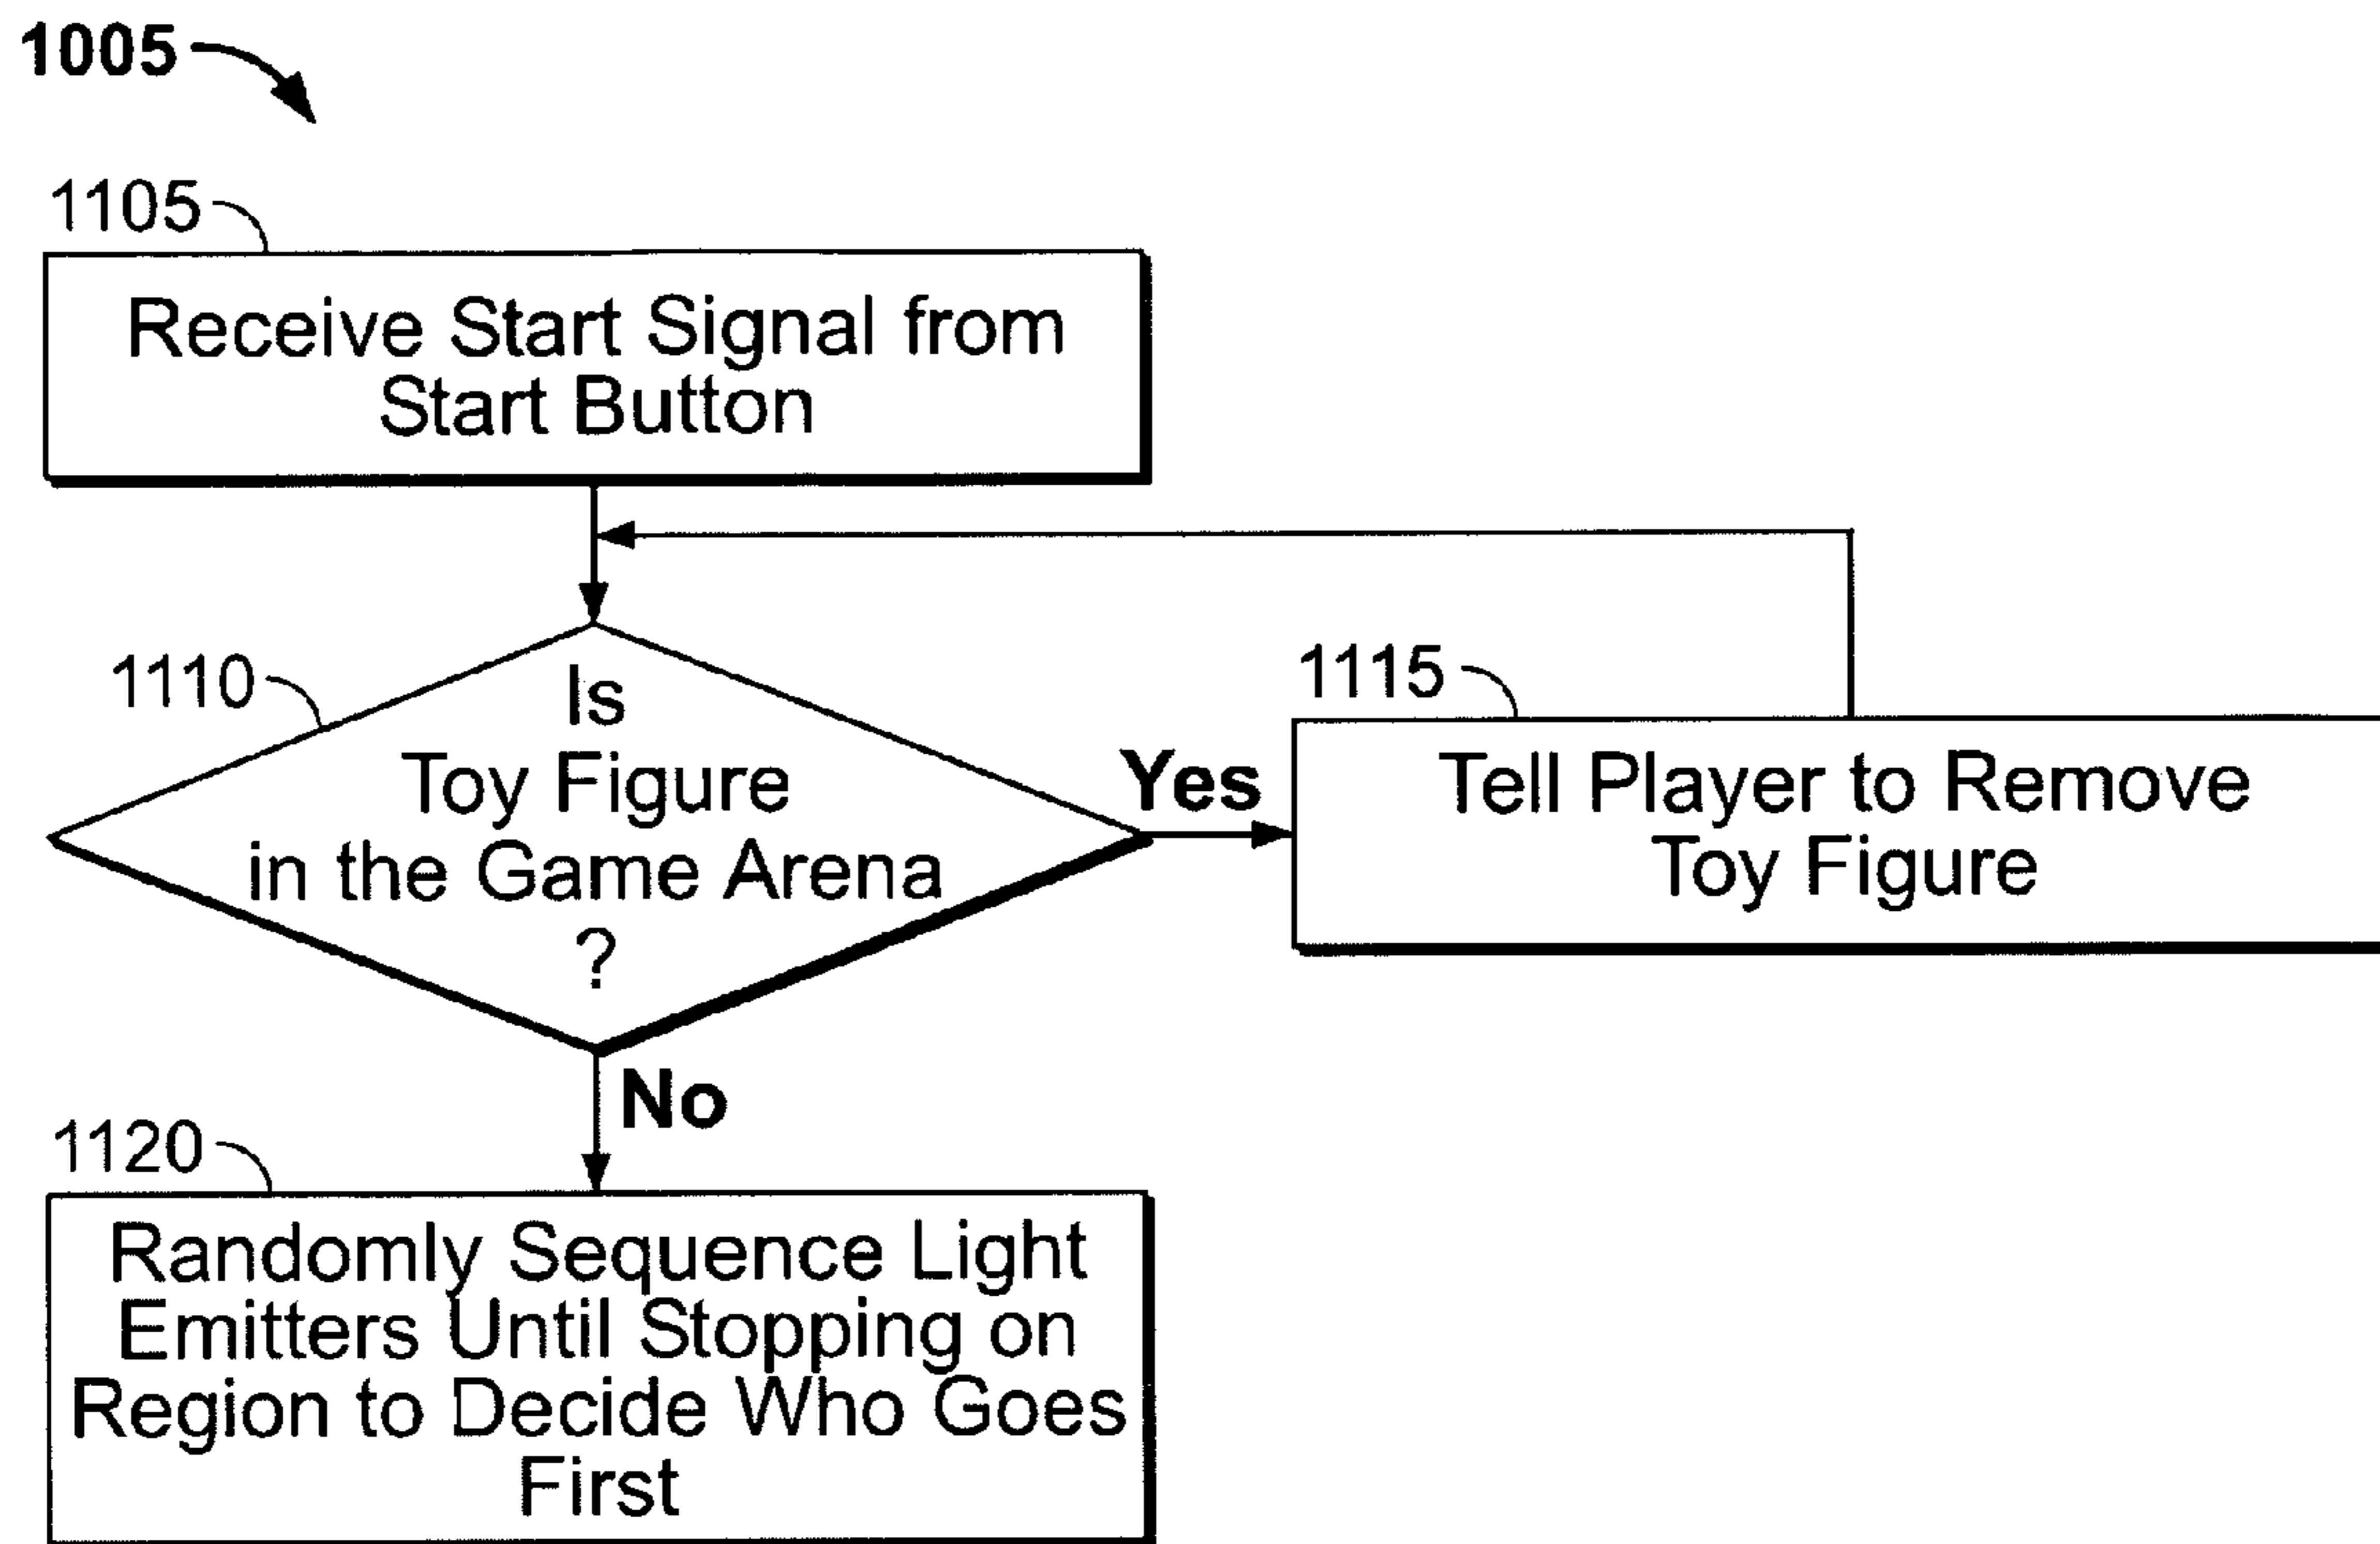 1005
1105
Receive Start Signal from
Start Button
1110
Is
Toy Figure
in the Game Arena
?
Yes
1115
Tell Player to Remove
Toy Figure
No
1120
Randomly Sequence Light
Emitters Until Stopping on
Region to Decide Who Goes
First